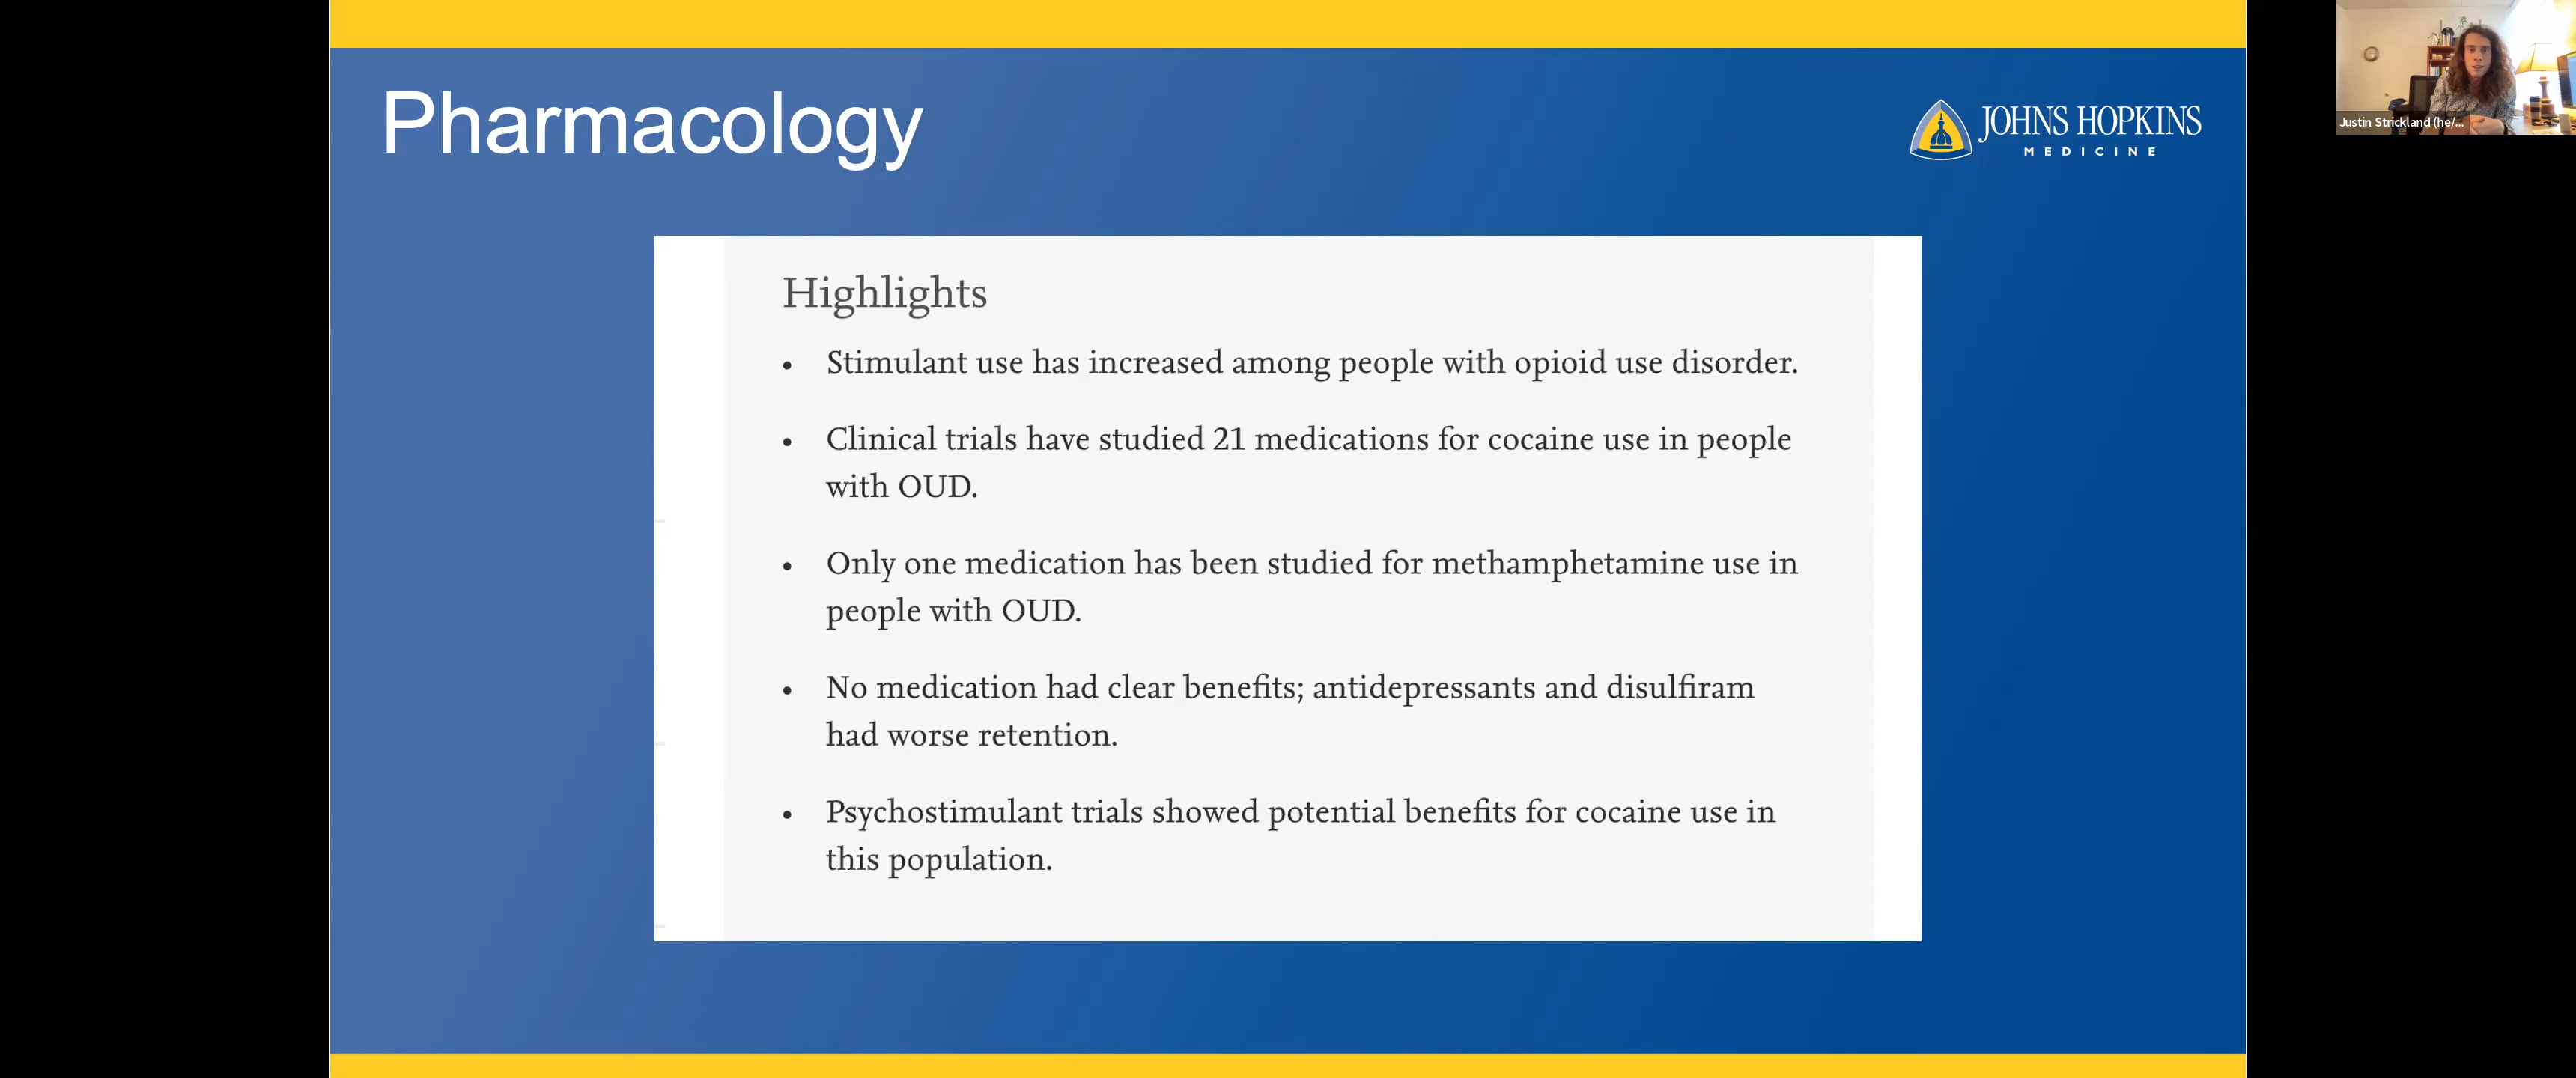 Pharmacology
JOHNS HOPKINS
MEDICINE
Justin Strickland (he/...
Highlights
• Stimulant use has increased among people with opioid use disorder.
• Clinical trials have studied 21 medications for cocaine use in people
with OUD.
• Only one medication has been studied for methamphetamine use in
people with OUD.
• No medication had clear benefits; antidepressants and disulfiram
had worse retention.
• Psychostimulant trials showed potential benefits for cocaine use in
this population.